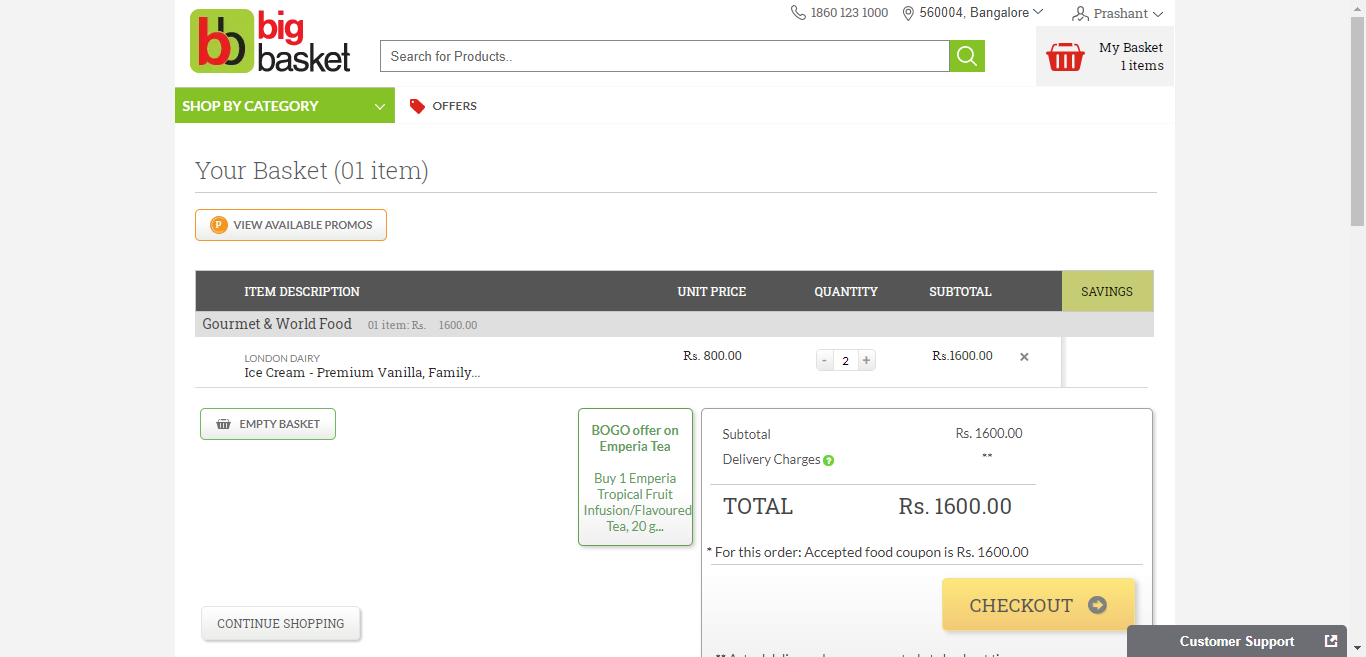 1860 123 1000 560004, Bangalore Prashant
bb big basket
Search for Products..
My Basket
1 items
SHOP BY CATEGORY OFFERS
Your Basket (01 item)
P VIEW AVAILABLE PROMOS
ITEM DESCRIPTION UNIT PRICE QUANTITY SUBTOTAL SAVINGS
Gourmet & World Food 01 item: Rs. 1600.00
LONDON DAIRY
Ice Cream - Premium Vanilla, Family... Rs. 800.00 - 2 + Rs.1600.00 ×
EMPTY BASKET
BOGO offer on
Emperia Tea
Buy 1 Emperia
Tropical Fruit
Infusion/Flavoured
Tea, 20 g...
Subtotal Rs. 1600.00
Delivery Charges ? **
TOTAL Rs. 1600.00
* For this order: Accepted food coupon is Rs. 1600.00
CHECKOUT
CONTINUE SHOPPING
Customer Support